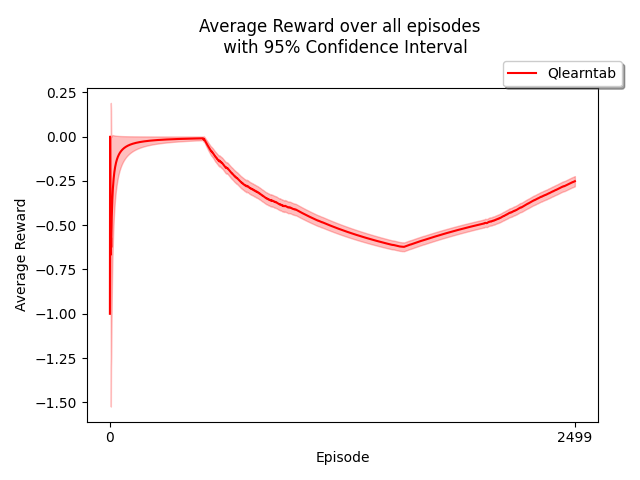 Average Reward over all episodes
with 95% Confidence Interval
Qlearntab
0.25
0.00
−0.25
−0.50
−0.75
−1.00
−1.25
−1.50
Average Reward
0
2499
Episode